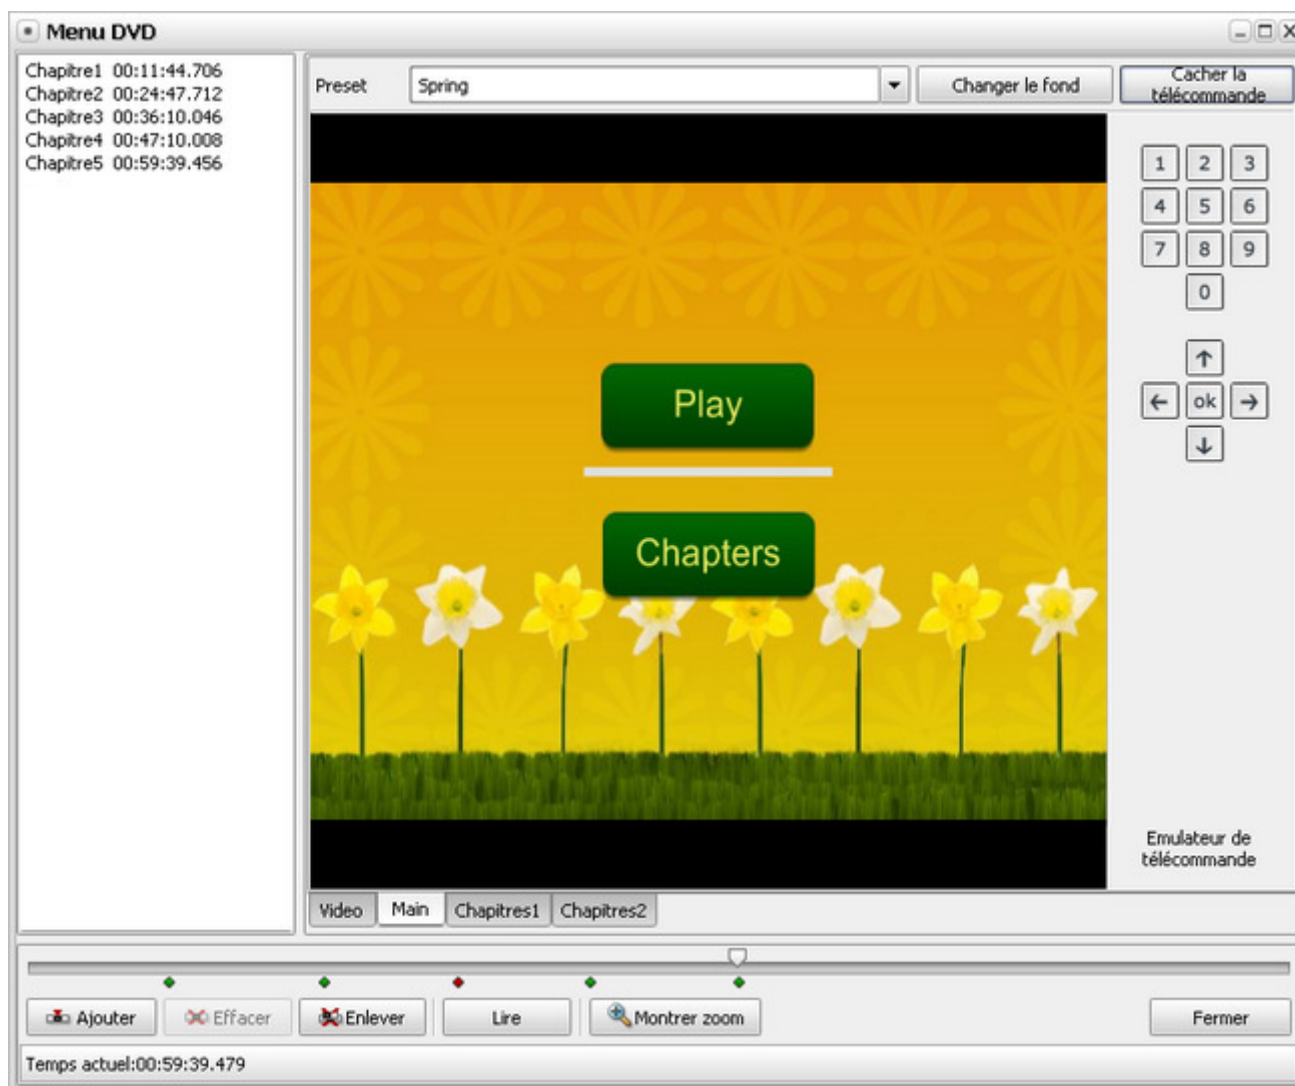 Menu DVD
Chapitre1 00:11:44.706
Chapitre2 00:24:47.712
Chapitre3 00:36:10.046
Chapitre4 00:47:10.008
Chapitre5 00:59:39.456
Preset Spring Changer le fond Cacher la
télécommande
1 2 3
4 5 6
7 8 9
0
↑
← ok →
↓
Play
Chapters
Emulateur de
télécommande
Video Main Chapitres1 Chapitres2
Ajouter Effacer Enlever Lire Montrer zoom Fermer
Temps actuel:00:59:39.479